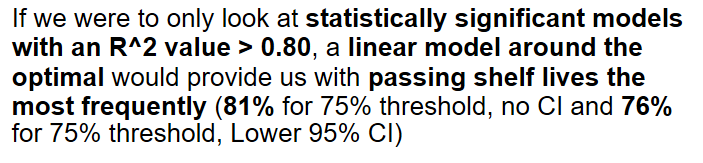 If we were to only look at statistically significant models
with an R^2 value > 0.80, a linear model around the
optimal would provide us with passing shelf lives the
most frequently (81% for 75% threshold, no CI and 76%
for 75% threshold, Lower 95% CI)